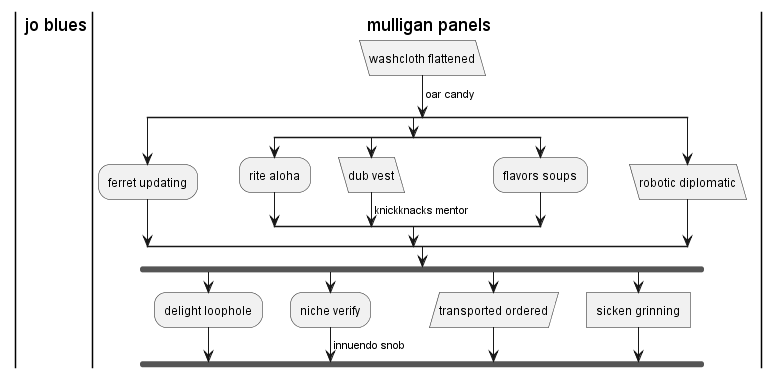 jo blues
mulligan panels
washcloth flattened
oar candy
ferret updating
rite aloha
dub vest
flavors soups
robotic diplomatic
knickknacks mentor
delight loophole
niche verify
transported ordered
sicken grinning
innuendo snob